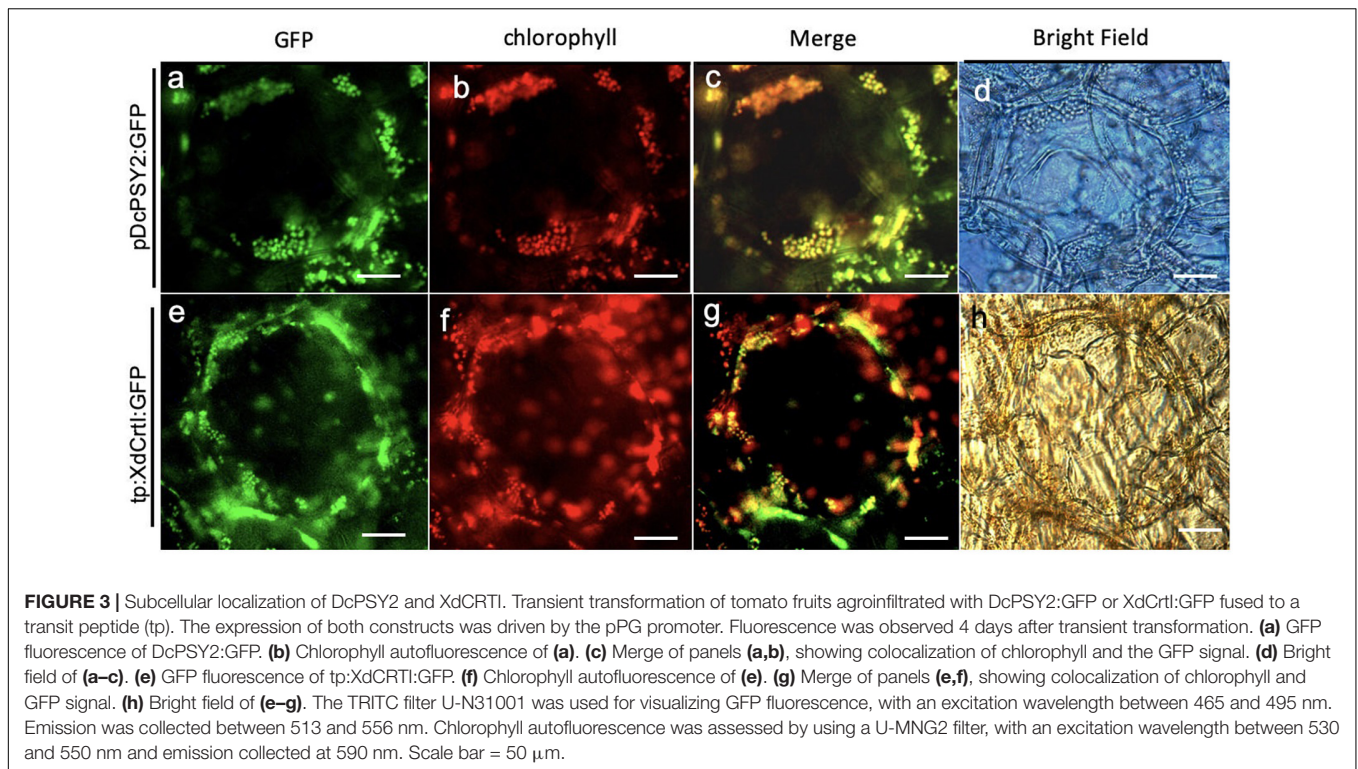 GFP chlorophyll Merge Bright Field
pDcPSY2:GFP
a b c d
tp:XdCrtI:GFP
e f g h
FIGURE 3 | Subcellular localization of DcPSY2 and XdCRTI. Transient transformation of tomato fruits agroinfiltrated with DcPSY2:GFP or XdCrtI:GFP fused to a
transit peptide (tp). The expression of both constructs was driven by the pPG promoter. Fluorescence was observed 4 days after transient transformation. (a) GFP
fluorescence of DcPSY2:GFP. (b) Chlorophyll autofluorescence of (a). (c) Merge of panels (a,b), showing colocalization of chlorophyll and the GFP signal. (d) Bright
field of (a–c). (e) GFP fluorescence of tp:XdCRTI:GFP. (f) Chlorophyll autofluorescence of (e). (g) Merge of panels (e,f), showing colocalization of chlorophyll and
GFP signal. (h) Bright field of (e–g). The TRITC filter U-N31001 was used for visualizing GFP fluorescence, with an excitation wavelength between 465 and 495 nm.
Emission was collected between 513 and 556 nm. Chlorophyll autofluorescence was assessed by using a U-MNG2 filter, with an excitation wavelength between 530
and 550 nm and emission collected at 590 nm. Scale bar = 50 μm.